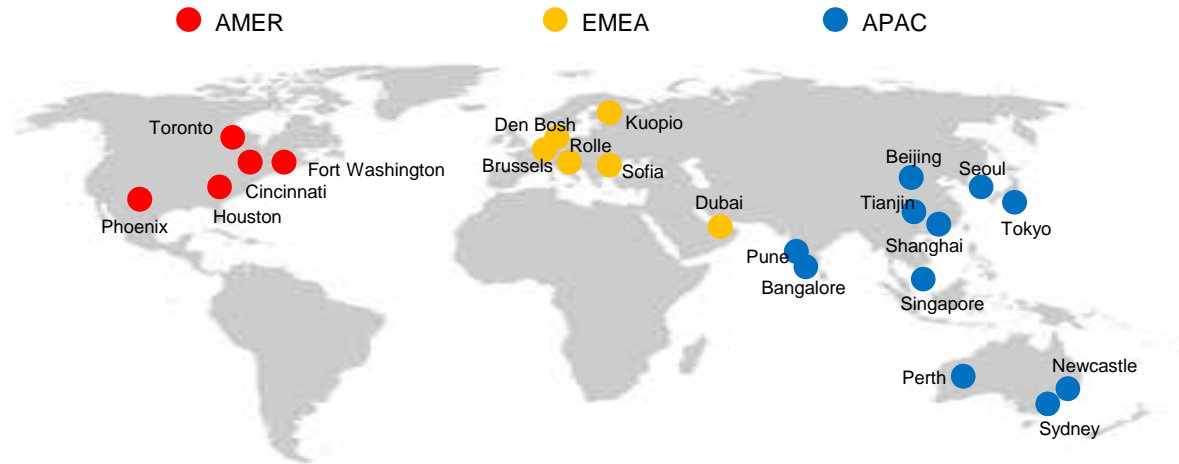 AMER
EMEA
APAC
Toronto
Fort Washington
Cincinnati
Houston
Phoenix
Den Bosh
Kuopio
Rolle
Brussels
Sofia
Dubai
Beijing
Seoul
Tianjin
Tokyo
Shanghai
Pune
Bangalore
Singapore
Perth
Newcastle
Sydney